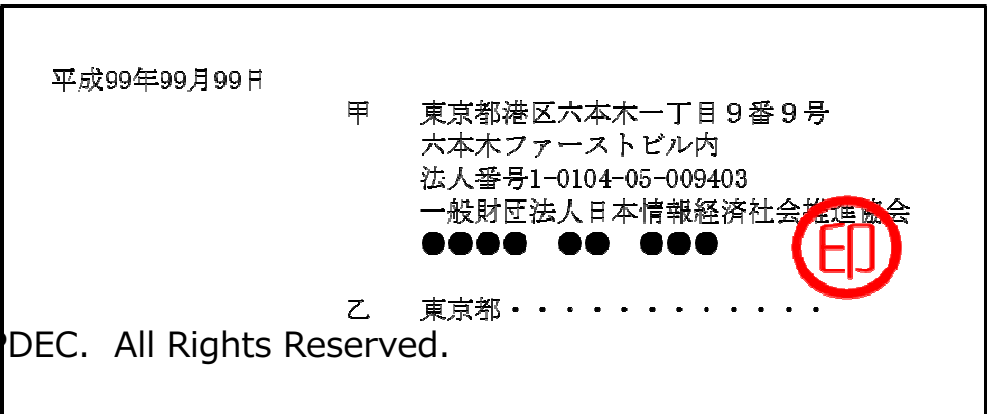 平成99年99月99日
甲 東京都港区六本木一丁目9番9号
六本木ファーストビル内
法人番号1-0104-05-009403
一般財団法人日本情報経済社会推進協会
●●●● ●● ●●●
印
乙 東京都・・・・・・・・・・・・
PDEC. All Rights Reserved.